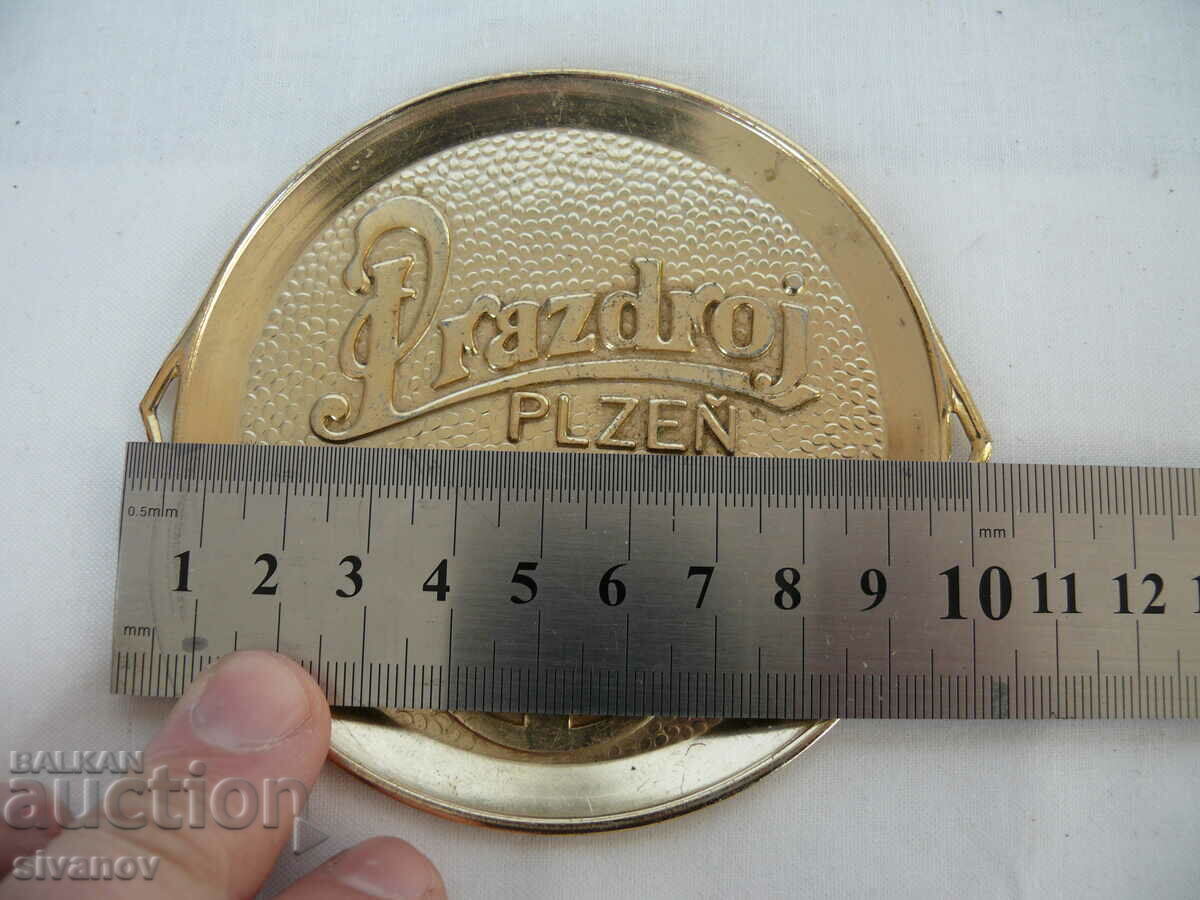 Prazdroj
PLZEŇ
0.5mm
mm
1 2 3 4 5 6 7 8 9 10 11 12 1
mm
BALKAN
auction
sivanov